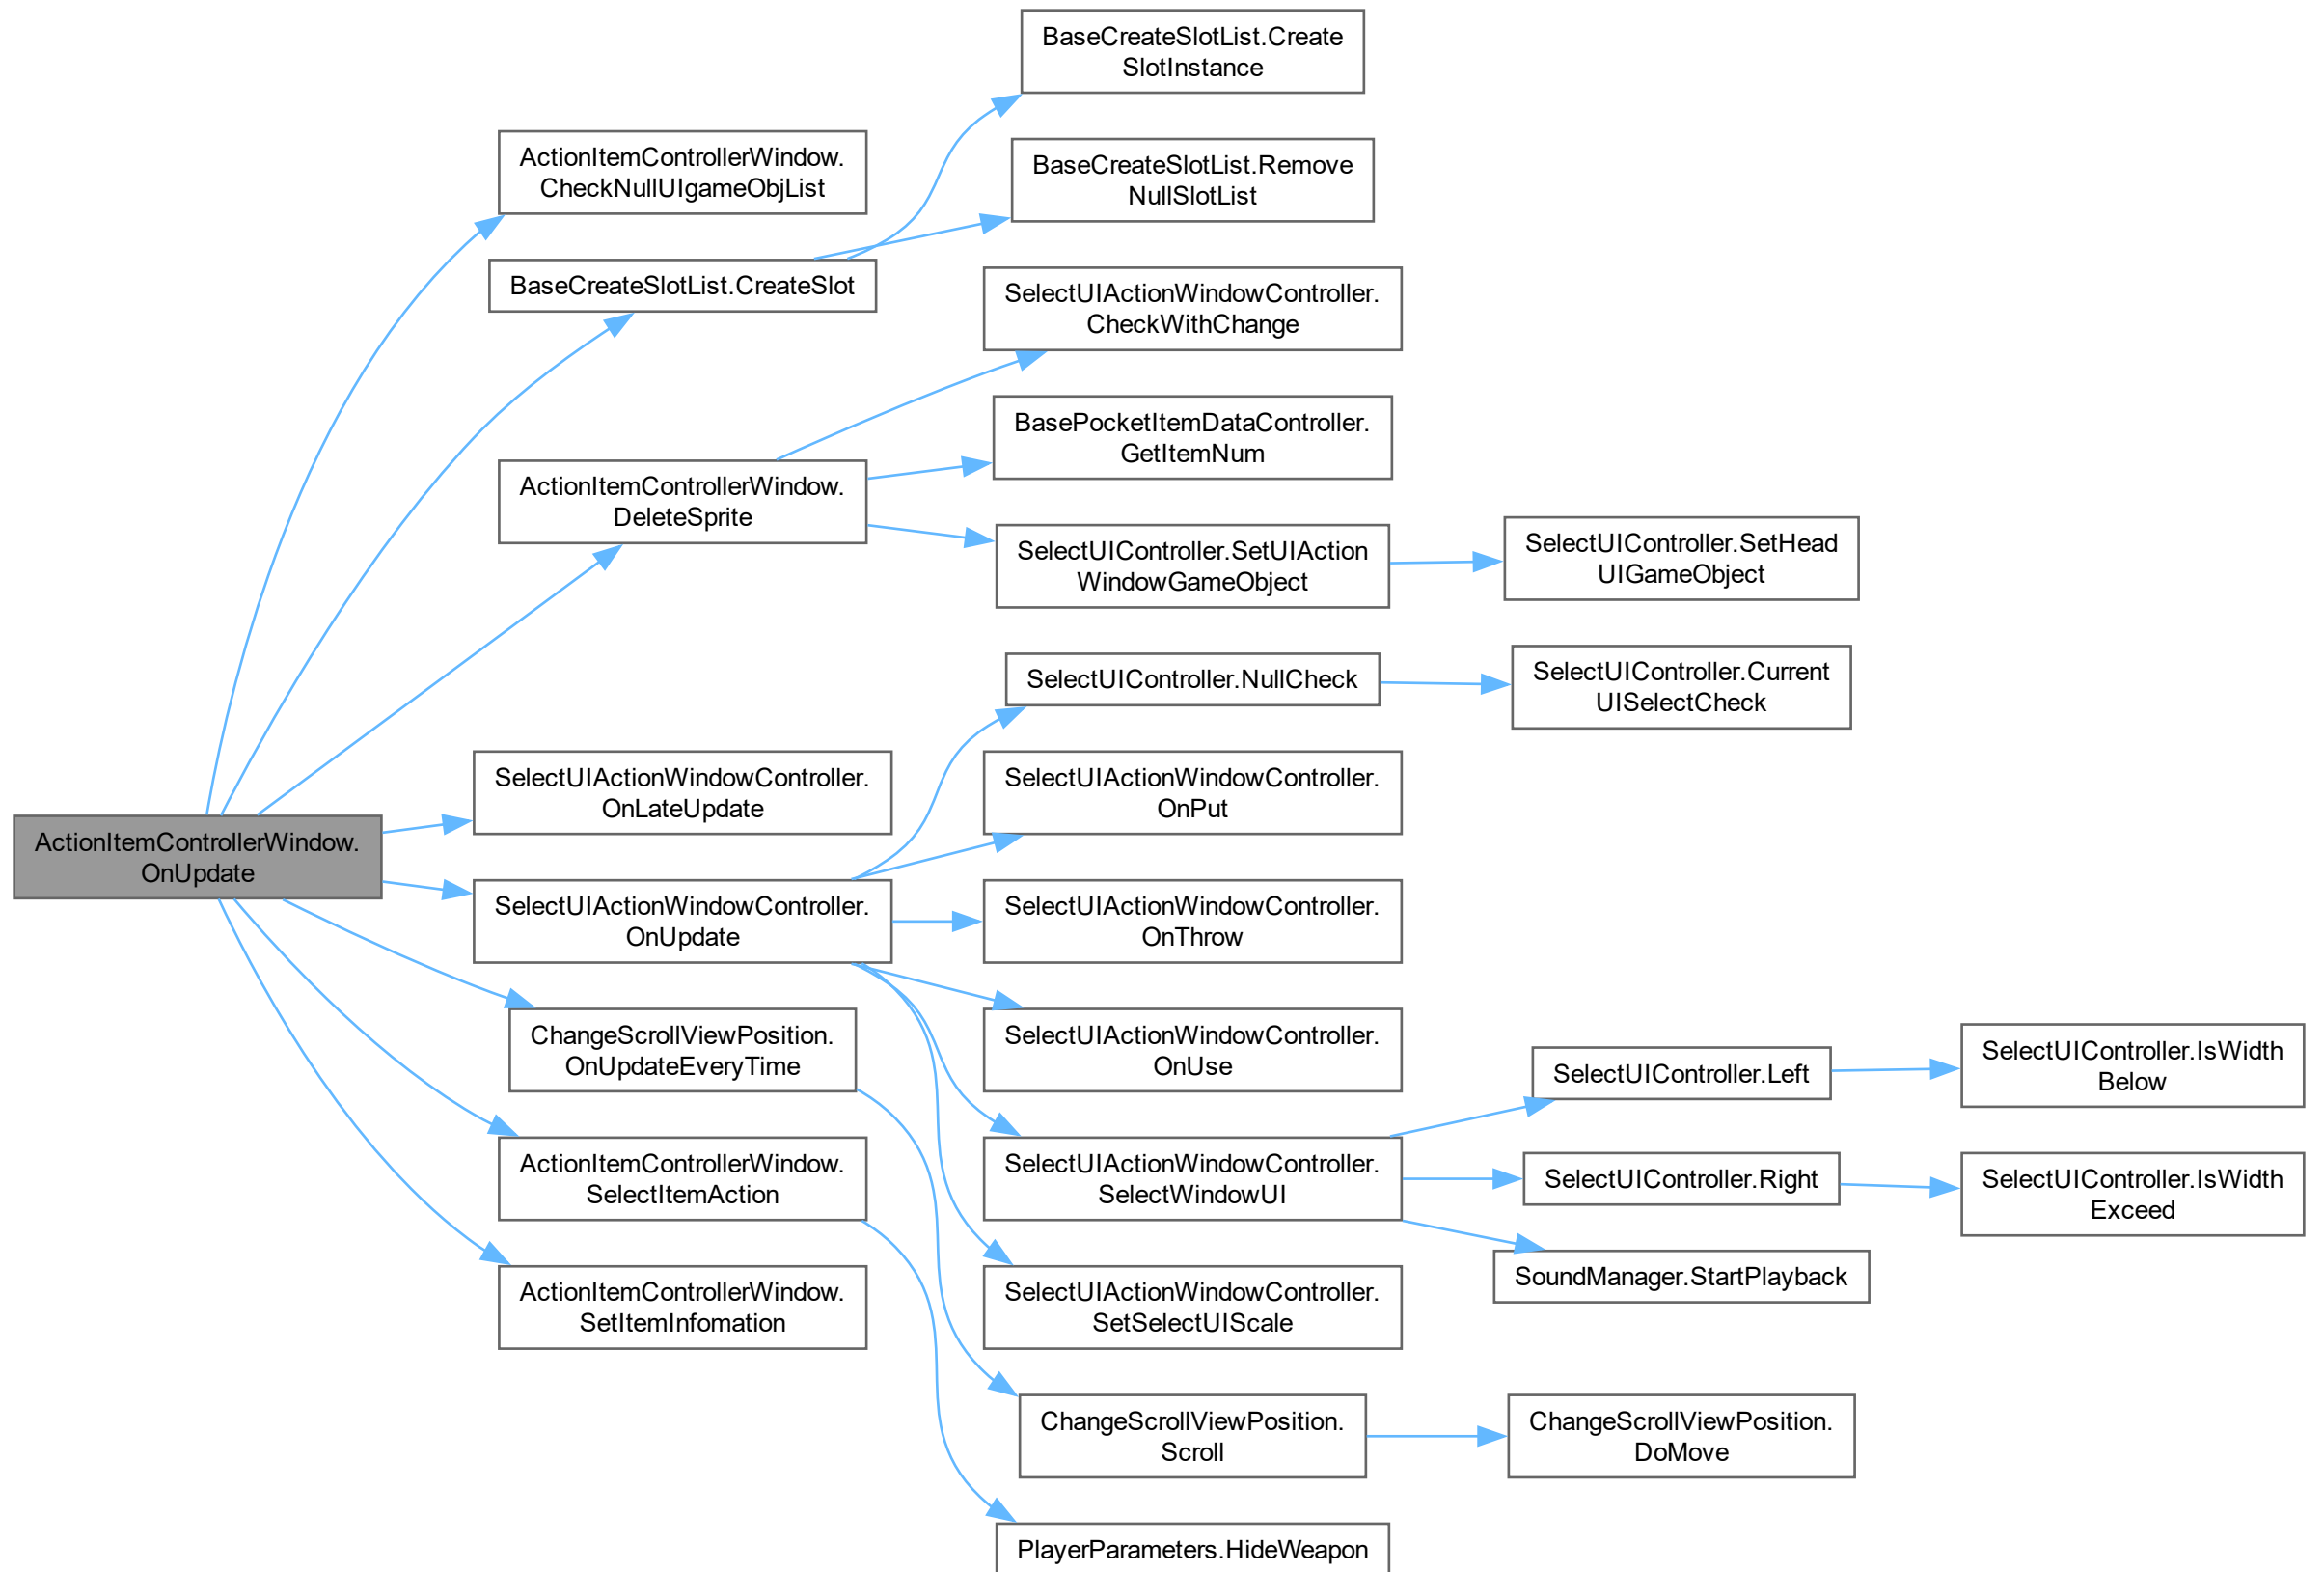 BaseCreateSlotList.Create
SlotInstance
ActionItemControllerWindow.
CheckNullUIgameObjList
BaseCreateSlotList.Remove
NullSlotList
BaseCreateSlotList.CreateSlot
SelectUIActionWindowController.
CheckWithChange
BasePocketItemDataController.
GetItemNum
ActionItemControllerWindow.
DeleteSprite
SelectUIController.SetUIAction
WindowGameObject
SelectUIController.SetHead
UIGameObject
SelectUIController.NullCheck
SelectUIController.Current
UISelectCheck
SelectUIActionWindowController.
OnLateUpdate
SelectUIActionWindowController.
OnPut
ActionItemControllerWindow.
OnUpdate
SelectUIActionWindowController.
OnUpdate
SelectUIActionWindowController.
OnThrow
ChangeScrollViewPosition.
OnUpdateEveryTime
SelectUIActionWindowController.
OnUse
SelectUIController.Left
SelectUIController.IsWidth
Below
ActionItemControllerWindow.
SelectItemAction
SelectUIActionWindowController.
SelectWindowUI
SelectUIController.Right
SelectUIController.IsWidth
Exceed
SoundManager.StartPlayback
ActionItemControllerWindow.
SetItemInfomation
SelectUIActionWindowController.
SetSelectUIScale
ChangeScrollViewPosition.
Scroll
ChangeScrollViewPosition.
DoMove
PlayerParameters.HideWeapon